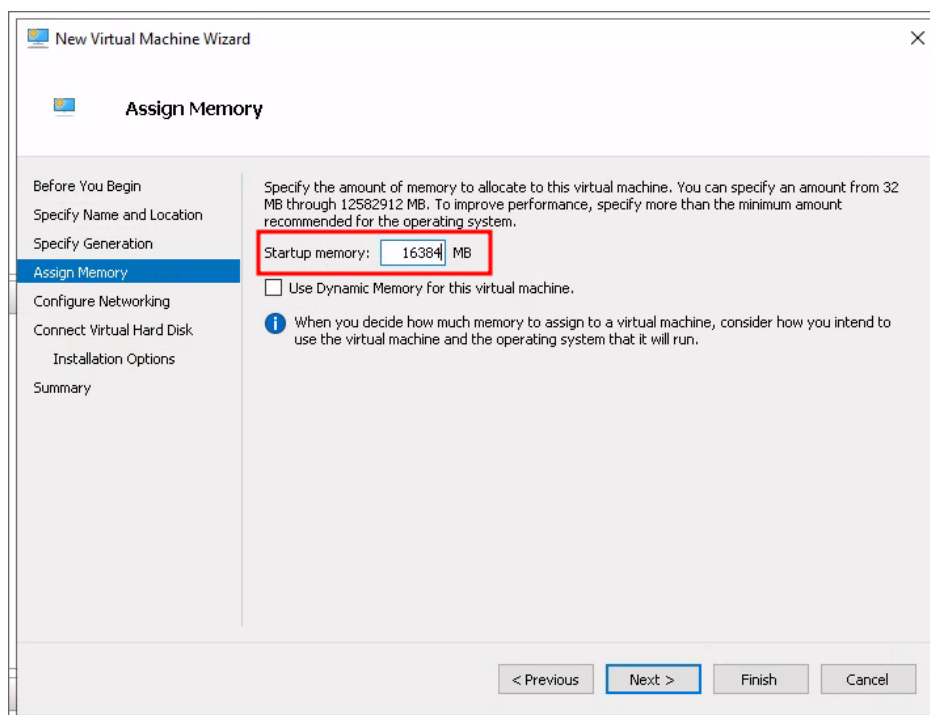 New Virtual Machine Wizard
Assign Memory
Before You Begin
Specify Name and Location
Specify Generation
Assign Memory
Configure Networking
Connect Virtual Hard Disk
Installation Options
Summary
Specify the amount of memory to allocate to this virtual machine. You can specify an amount from 32
MB through 12582912 MB. To improve performance, specify more than the minimum amount
recommended for the operating system.
Startup memory: 16384 MB
Use Dynamic Memory for this virtual machine.
When you decide how much memory to assign to a virtual machine, consider how you intend to
use the virtual machine and the operating system that it will run.
< Previous Next > Finish Cancel